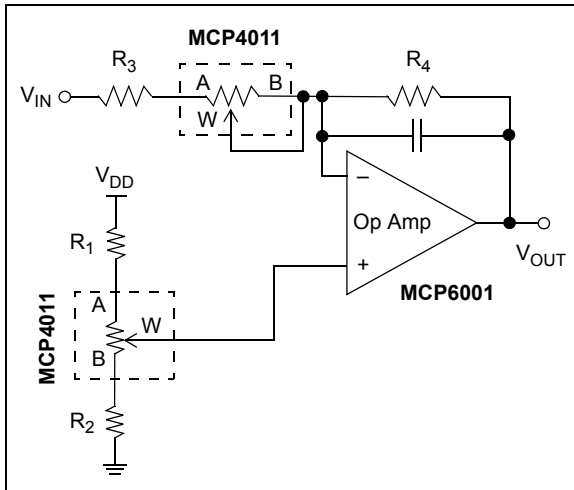 MCP4011
R3
A
B
R4
VIN
W
VDD
−
R1
Op Amp
VOUT
+
A
W
MCP6001
MCP4011
B
R2